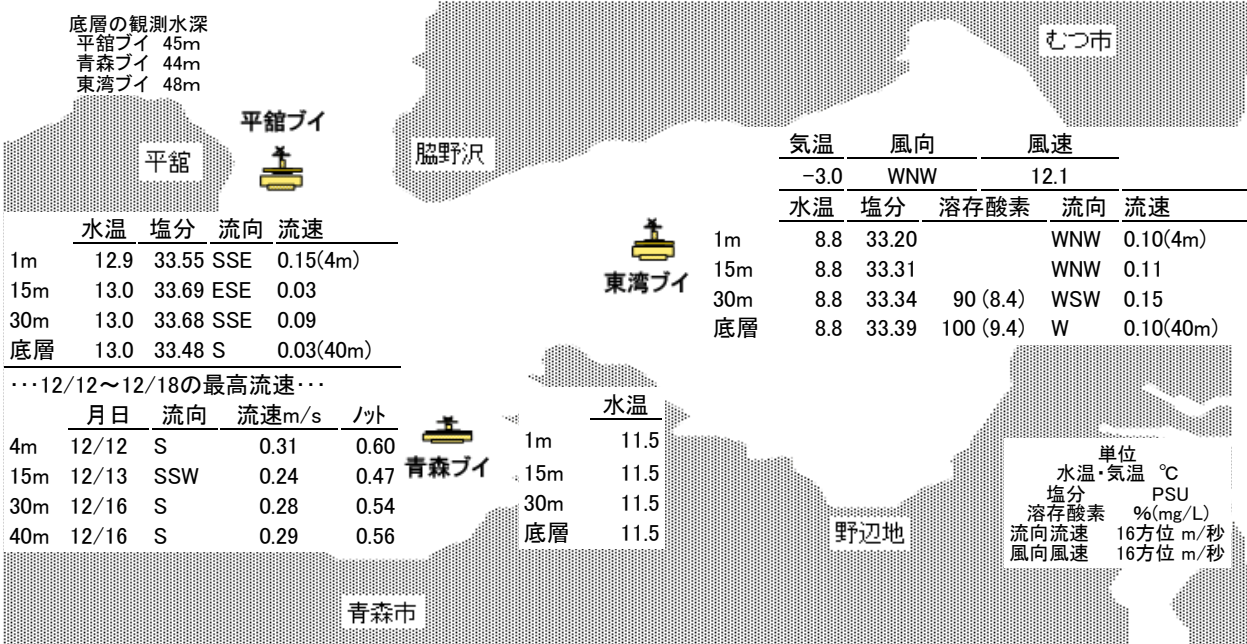 底層の観測水深
平舘ブイ 45m
青森ブイ 44m
東湾ブイ 48m
むつ市
平舘ブイ
平舘
脇野沢
気温 風向 風速
-3.0 WNW 12.1
水温 塩分 溶存酸素 流向 流速
1m 8.8 33.20 WNW 0.10(4m)
15m 8.8 33.31 WNW 0.11
30m 8.8 33.34 90 (8.4) WSW 0.15
底層 8.8 33.39 100 (9.4) W 0.10(40m)
東湾ブイ
水温 塩分 流向 流速
1m 12.9 33.55 SSE 0.15(4m)
15m 13.0 33.69 ESE 0.03
30m 13.0 33.68 SSE 0.09
底層 13.0 33.48 S 0.03(40m)
･･･12/12～12/18の最高流速･･･
月日 流向 流速m/s ﾉｯﾄ
4m 12/12 S 0.31 0.60
15m 12/13 SSW 0.24 0.47
30m 12/16 S 0.28 0.54
40m 12/16 S 0.29 0.56
青森ブイ
水温
1m 11.5
15m 11.5
30m 11.5
底層 11.5
単位
水温・気温 ℃
塩分 PSU
溶存酸素 %(mg/L)
流向流速 16方位 m/秒
風向風速 16方位 m/秒
野辺地
青森市